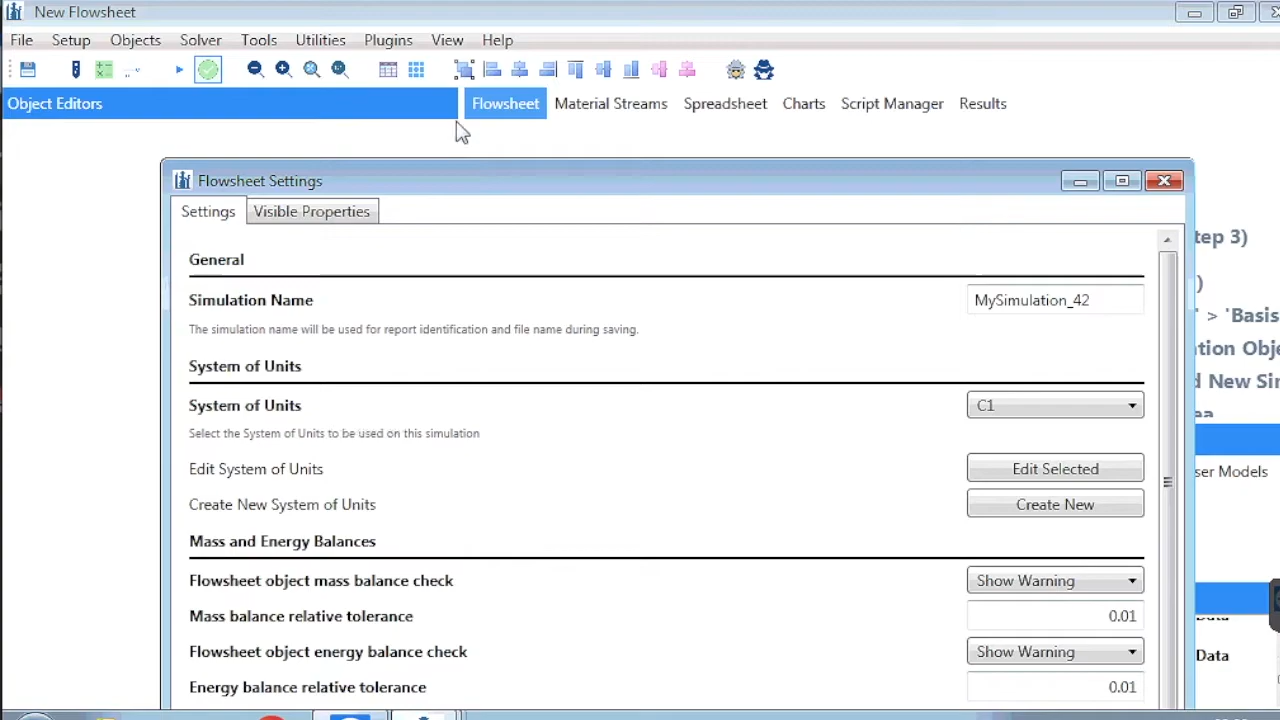 New Flowsheet
File Setup Objects Solver Tools Utilities Plugins View Help
Object Editors Flowsheet Material Streams Spreadsheet Charts Script Manager Results
Flowsheet Settings
Settings Visible Properties
General
Simulation Name MySimulation_42
The simulation name will be used for report identification and file name during saving.
System of Units
System of Units C1
Select the System of Units to be used on this simulation
Edit System of Units Edit Selected
Create New System of Units Create New
Mass and Energy Balances
Flowsheet object mass balance check Show Warning
Mass balance relative tolerance 0.01
Flowsheet object energy balance check Show Warning
Energy balance relative tolerance 0.01
tep 3)
)
' > 'Basis
tion Obje
d New Sir
ser Models
Data